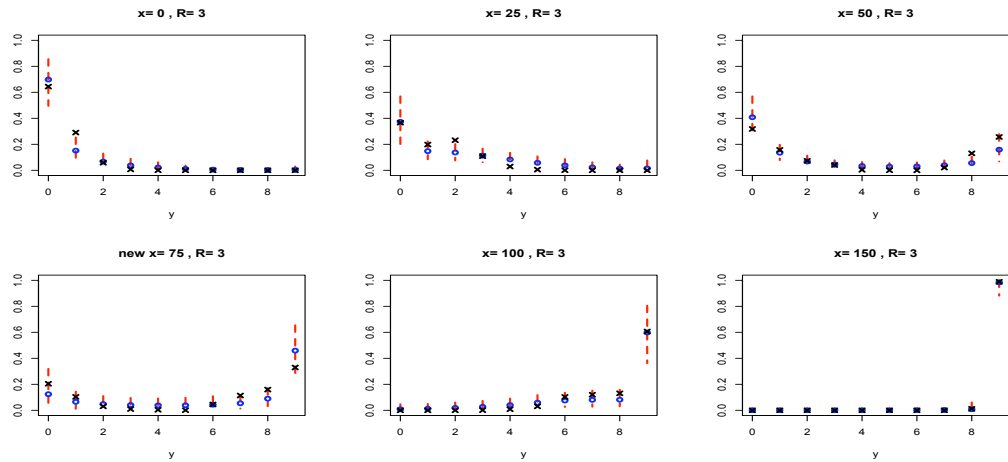 x= 0 , R= 3
0.0 0.2 0.4 0.6 0.8 1.0
0 2 4 6 8
y
x= 25 , R= 3
0.0 0.2 0.4 0.6 0.8 1.0
0 2 4 6 8
y
x= 50 , R= 3
0.0 0.2 0.4 0.6 0.8 1.0
0 2 4 6 8
y
new x= 75 , R= 3
0.0 0.2 0.4 0.6 0.8 1.0
0 2 4 6 8
y
x= 100 , R= 3
0.0 0.2 0.4 0.6 0.8 1.0
0 2 4 6 8
y
x= 150 , R= 3
0.0 0.2 0.4 0.6 0.8 1.0
0 2 4 6 8
y